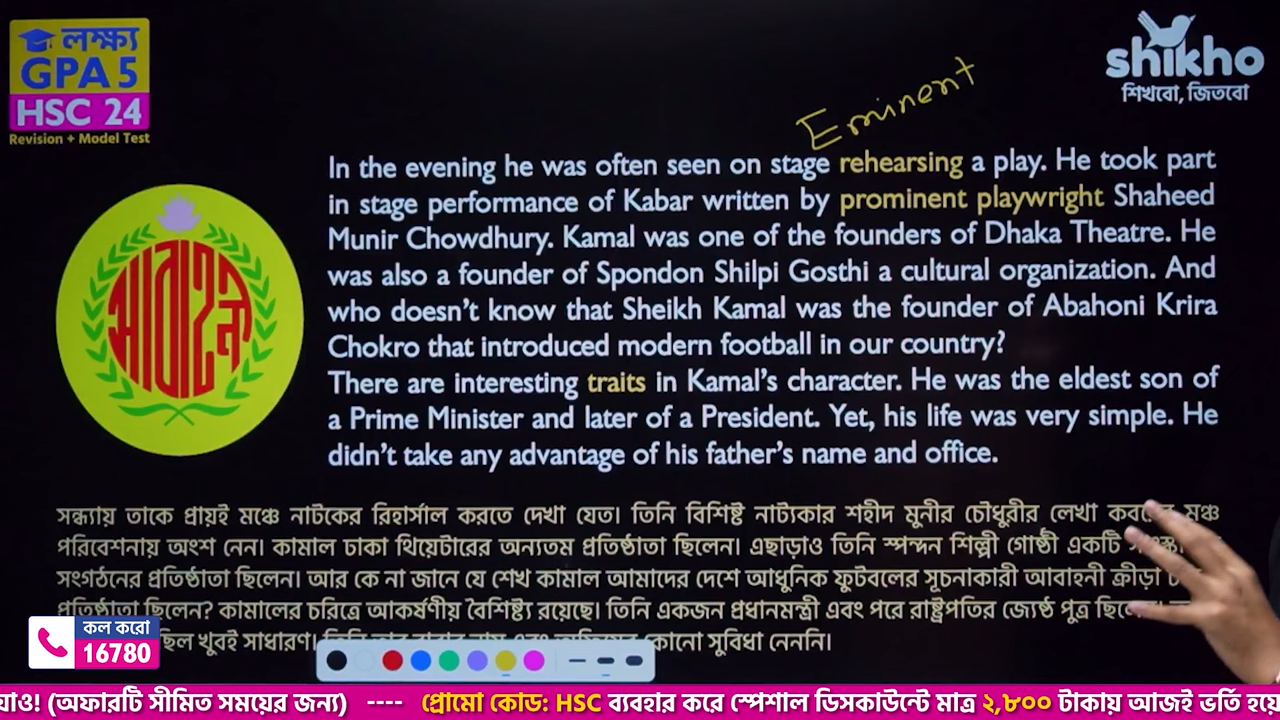 লক্ষ্য
GPA 5
HSC 24
Revision + Model Test
shikho
শিখবো, জিতবো
Eminent
In the evening he was often seen on stage rehearsing a play. He took part
in stage performance of Kabar written by prominent playwright Shaheed
Munir Chowdhury. Kamal was one of the founders of Dhaka Theatre. He
was also a founder of Spondon Shilpi Gosthi a cultural organization. And
who doesn't know that Sheikh Kamal was the founder of Abahoni Krira
Chokro that introduced modern football in our country?
There are interesting traits in Kamal's character. He was the eldest son of
a Prime Minister and later of a President. Yet, his life was very simple. He
didn't take any advantage of his father's name and office.
আবাহনী
সন্ধ্যায় তাকে প্রায়ই মঞ্চে নাটকের রিহার্সাল করতে দেখা যেত। তিনি বিশিষ্ট নাট্যকার শহীদ মুনীর চৌধুরীর লেখা মঞ্চ
পরিবেশনায় অংশ নেন। কামাল ঢাকা থিয়েটারের অন্যতম প্রতিষ্ঠাতা ছিলেন। এছাড়াও তিনি স্পন্দন শিল্পী গোষ্ঠী একটি
সংগঠনের প্রতিষ্ঠাতা ছিলেন। আর কে না জানে যে শেখ কামাল আমাদের দেশে আধুনিক ফুটবলের সূচনাকারী আবাহনী ক্রীড়া
প্রতিষ্ঠাতা ছিলেন? কামালের চরিত্রে আকর্ষণীয় বৈশিষ্ট্য রয়েছে। তিনি একজন প্রধানমন্ত্রী এবং পরে রাষ্ট্রপতির জ্যেষ্ঠ পুত্র
ছিল খুবই সাধারণ। কোনো সুবিধা নেননি।
কল করো
16780
যাও! (অফারটি সীমিত সময়ের জন্য) ---- প্রোমো কোড: HSC ব্যবহার করে স্পেশাল ডিসকাউন্টে মাত্র ২,৮০০ টাকায় আজই ভর্তি